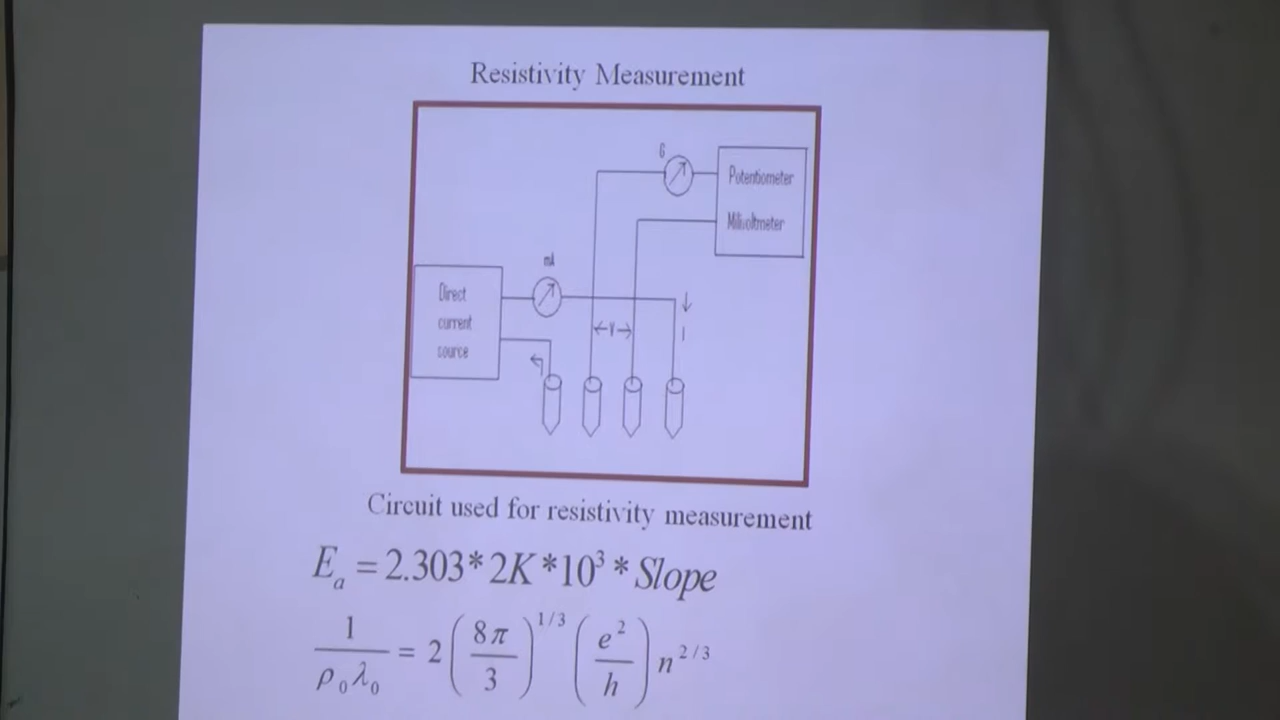 Resistivity Measurement
G
Potentiometer
Millivoltmeter
mA
Direct
current
source
←V→
I
Circuit used for resistivity measurement
E_a = 2.303* 2K *10³ * Slope
1/(ρ₀λ₀) = 2 (8π/3)^{1/3} (e²/h) n^{2/3}